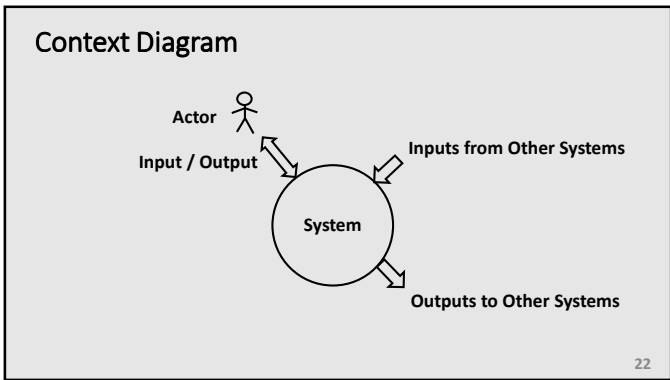 Context Diagram
Actor
Input / Output
Inputs from Other Systems
System
Outputs to Other Systems
22